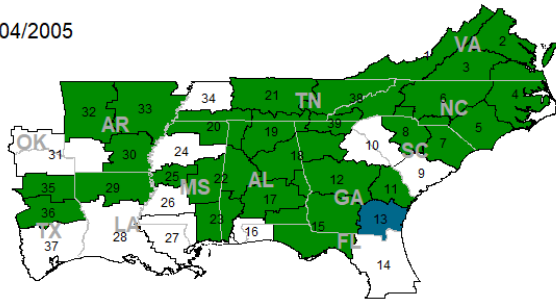 04/2005
VA 2
1
3
34 21 TN 38 6 NC 4
32 33
AR 20 19 39 8 5
OK 31 30 24 18 10 SC 7
35 29 25 MS 22 AL 12 GA 11 9
36 26 17
TX LA 23 16 15 13
37 28 27 FL
14